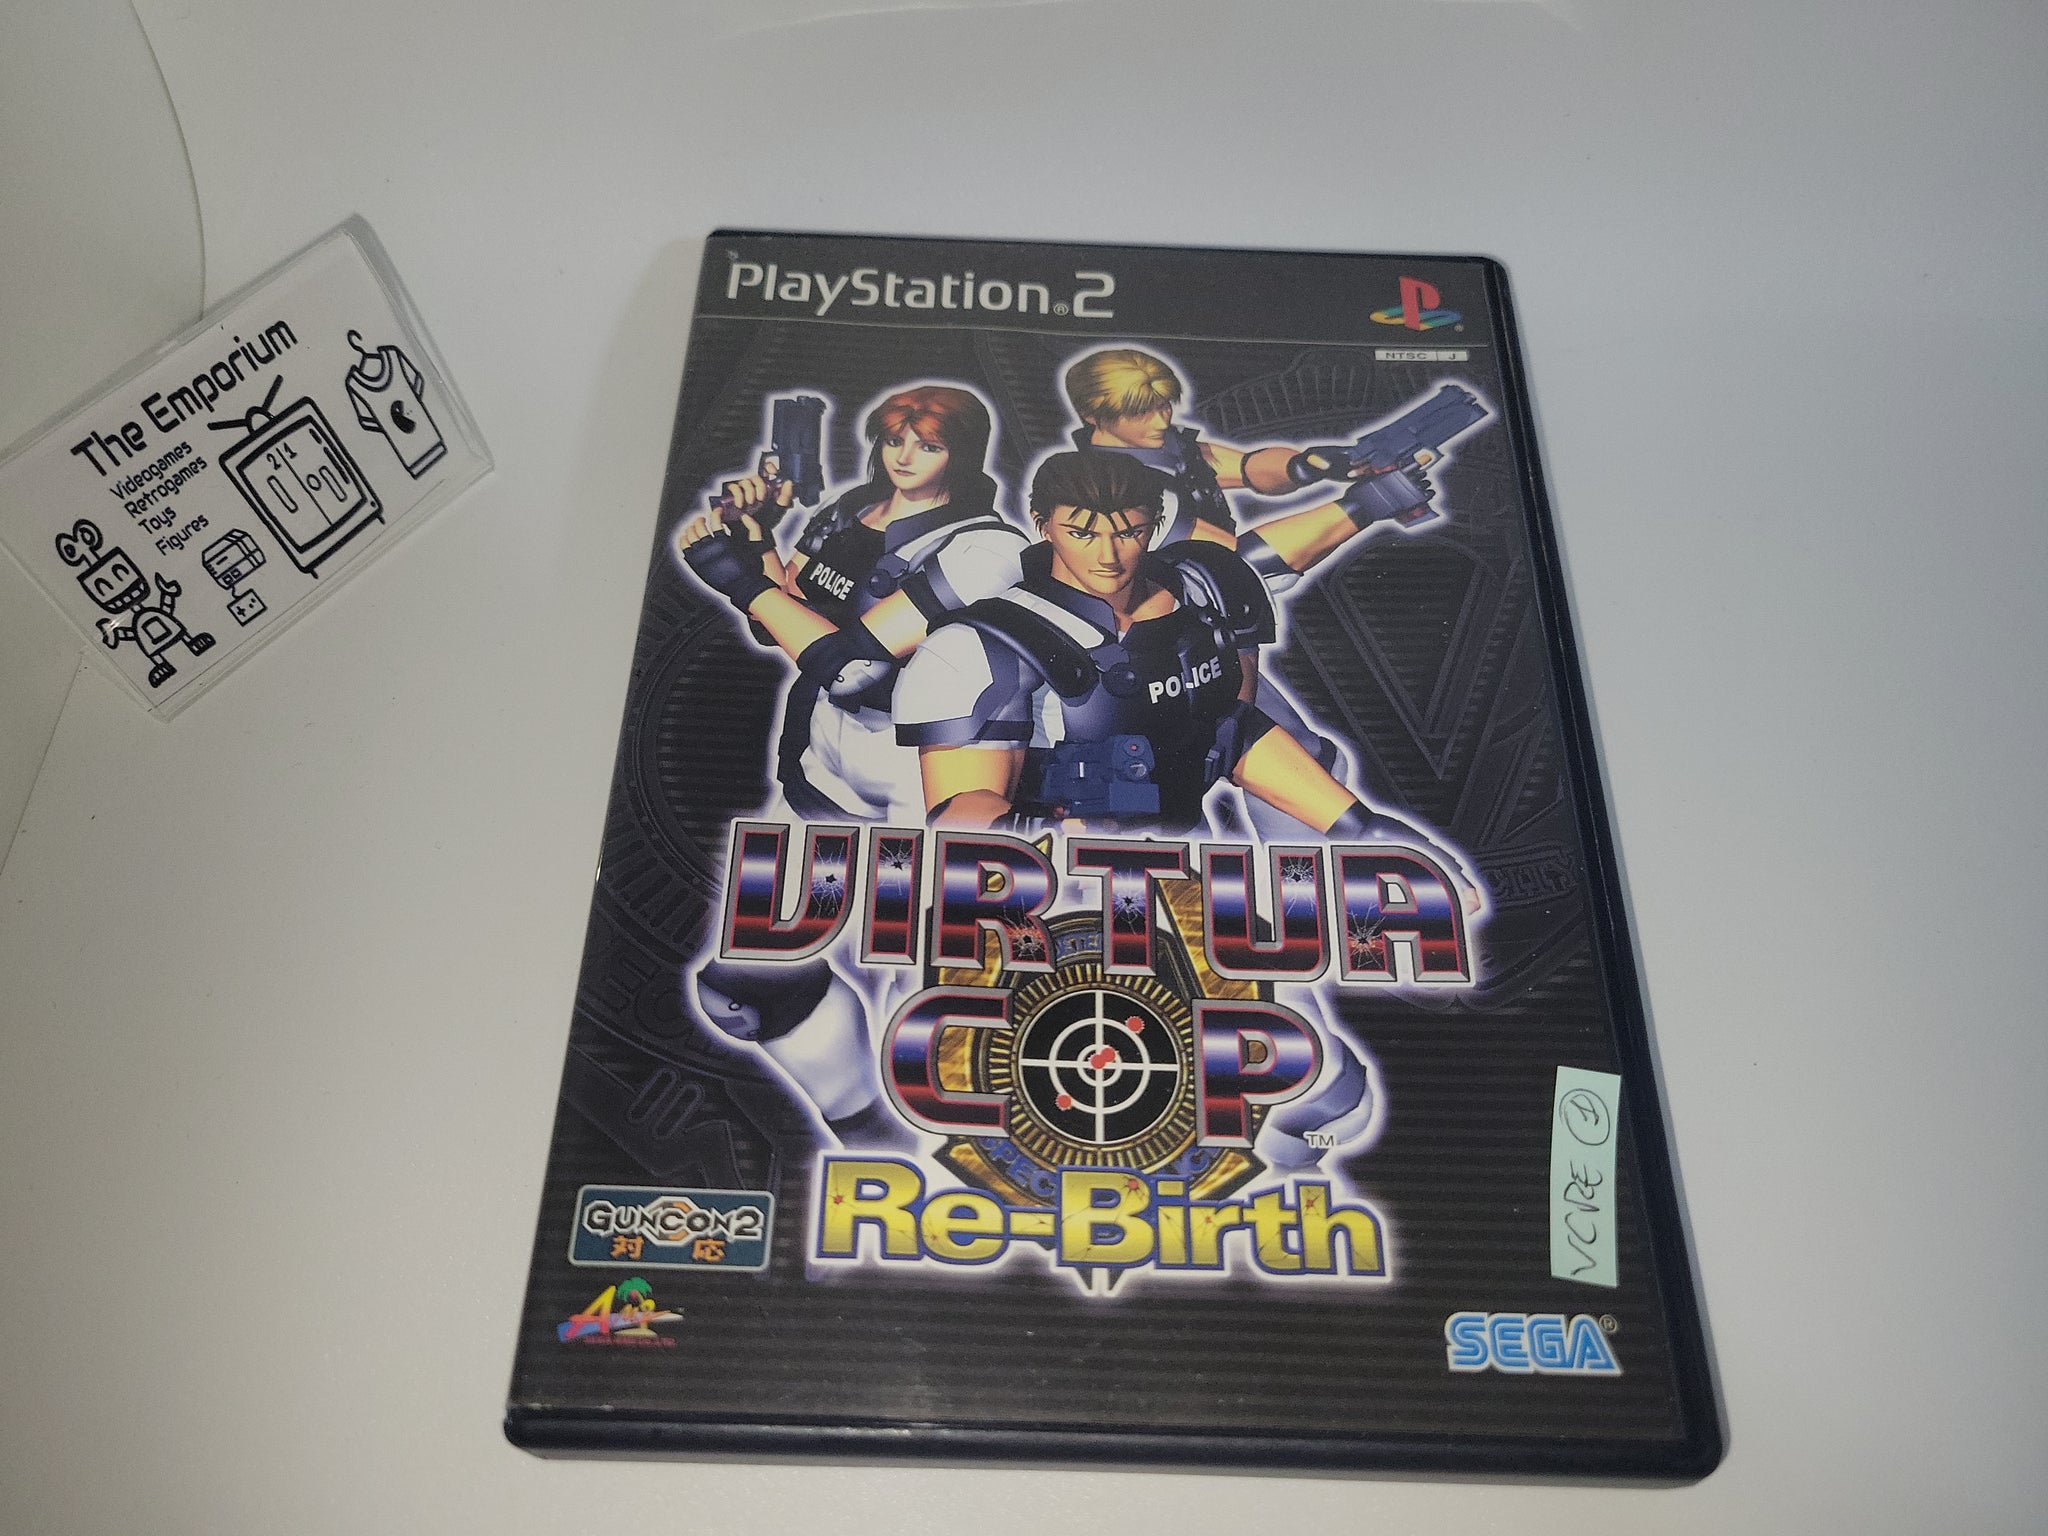 The Emporium
Videogames
Retrogames
Toys
Figures
2/1
PlayStation®2
NTSC J
POLICE
POLICE
VIRTUA
COP
TM
Re-Birth
GUNCON2
対応
VCRE ①
SEGA®